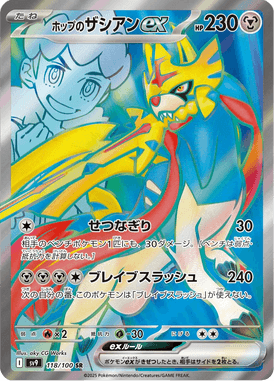 たね
ホップのザシアンex HP230
せつなぎり 30
相手のベンチポケモン1匹にも、30ダメージ。［ベンチは弱点・
抵抗力を計算しない。］
ブレイブスラッシュ 240
次の自分の番、このポケモンは「ブレイブスラッシュ」が使えない。
弱点 ×2 抵抗力 -30 にげる
exルール
ポケモンexがきぜつしたとき、相手はサイドを2枚とる。
Illus. aky CG Works
I SV9 118/100 SR
©2025 Pokémon/Nintendo/Creatures/GAME FREAK.